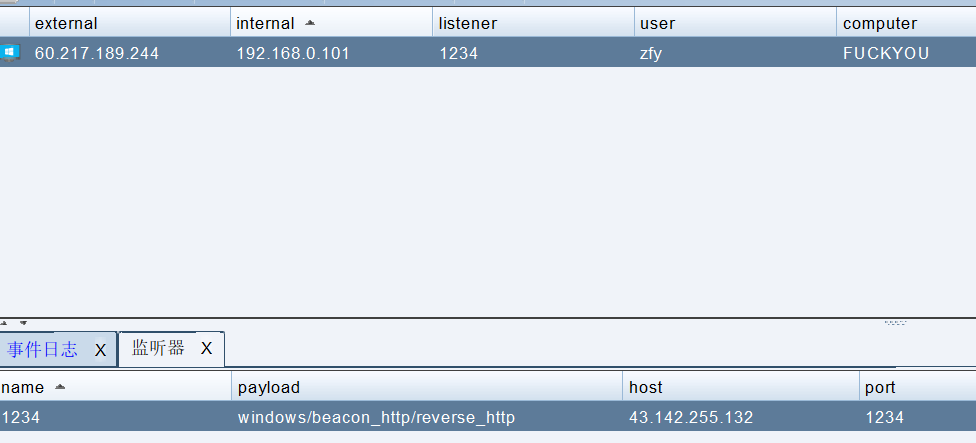 external internal listener user computer
60.217.189.244 192.168.0.101 1234 zfy FUCKYOU
事件日志 X 监听器 X
name payload host port
1234 windows/beacon_http/reverse_http 43.142.255.132 1234